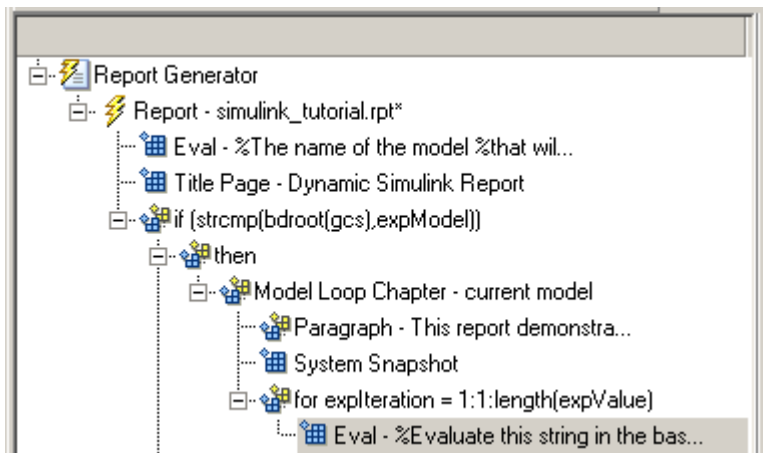 Report Generator
Report - simulink_tutorial.rpt*
Eval - %The name of the model %that wil...
Title Page - Dynamic Simulink Report
if (strcmp(bdroot(gcs),expModel))
then
Model Loop Chapter - current model
Paragraph - This report demonstra...
System Snapshot
for expIteration = 1:1:length(expValue)
Eval - %Evaluate this string in the bas...